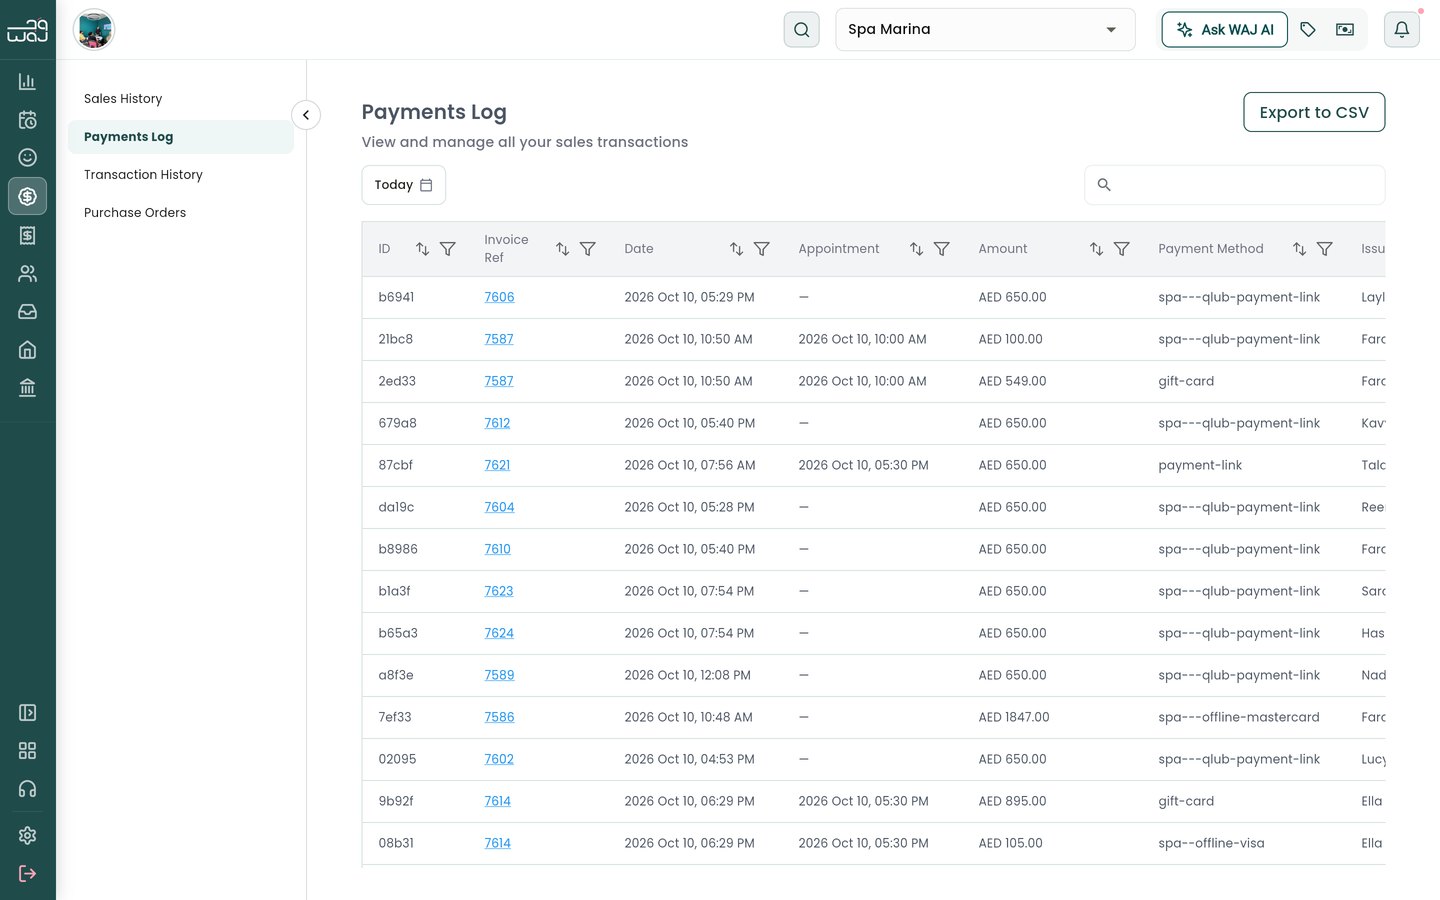 waj
Spa Marina
Ask WAJ AI
Sales History
Payments Log
Transaction History
Purchase Orders
Payments Log
Export to CSV
View and manage all your sales transactions
Today
ID Invoice Ref Date Appointment Amount Payment Method Issu
b6941 7606 2026 Oct 10, 05:29 PM — AED 650.00 spa---qlub-payment-link Layl
21bc8 7587 2026 Oct 10, 10:50 AM 2026 Oct 10, 10:00 AM AED 100.00 spa---qlub-payment-link Farc
2ed33 7587 2026 Oct 10, 10:50 AM 2026 Oct 10, 10:00 AM AED 549.00 gift-card Farc
679a8 7612 2026 Oct 10, 05:40 PM — AED 650.00 spa---qlub-payment-link Kav
87cbf 7621 2026 Oct 10, 07:56 AM 2026 Oct 10, 05:30 PM AED 650.00 payment-link Talc
da19c 7604 2026 Oct 10, 05:28 PM — AED 650.00 spa---qlub-payment-link Ree
b8986 7610 2026 Oct 10, 05:40 PM — AED 650.00 spa---qlub-payment-link Farc
b1a3f 7623 2026 Oct 10, 07:54 PM — AED 650.00 spa---qlub-payment-link Sarc
b65a3 7624 2026 Oct 10, 07:54 PM — AED 650.00 spa---qlub-payment-link Has
a8f3e 7589 2026 Oct 10, 12:08 PM — AED 650.00 spa---qlub-payment-link Nad
7ef33 7586 2026 Oct 10, 10:48 AM — AED 1847.00 spa---offline-mastercard Farc
02095 7602 2026 Oct 10, 04:53 PM — AED 650.00 spa---qlub-payment-link Lucy
9b92f 7614 2026 Oct 10, 06:29 PM 2026 Oct 10, 05:30 PM AED 895.00 gift-card Ella
08b31 7614 2026 Oct 10, 06:29 PM 2026 Oct 10, 05:30 PM AED 105.00 spa--offline-visa Ella